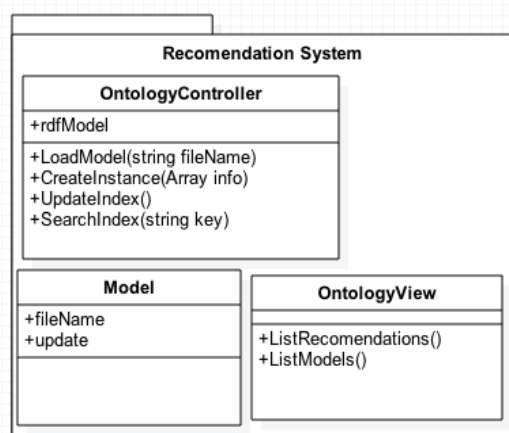 Recomendation System
OntologyController
+rdfModel
+LoadModel(string fileName)
+CreateInstance(Array info)
+UpdateIndex()
+SearchIndex(string key)
Model
+fileName
+update
OntologyView
+ListRecomendations()
+ListModels()